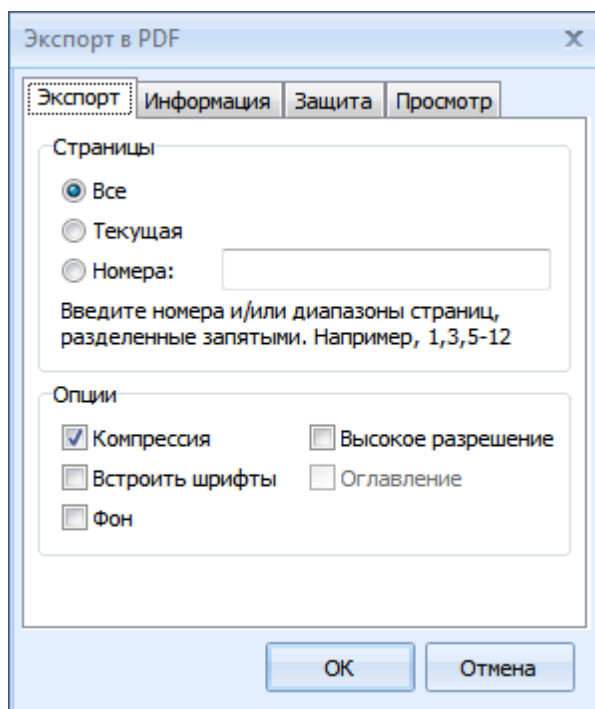 Экспорт в PDF
Экспорт Информация Защита Просмотр
Страницы
Все
Текущая
Номера:
Введите номера и/или диапазоны страниц,
разделенные запятыми. Например, 1,3,5-12
Опции
Компрессия Высокое разрешение
Встроить шрифты Оглавление
Фон
ОК Отмена